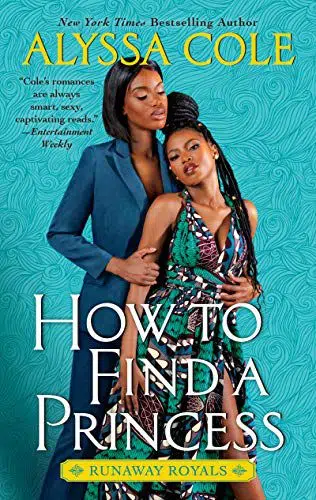 New York Times Bestselling Author
ALYSSA COLE
"Cole's romances
are always
smart, sexy,
captivating reads."
—Entertainment
Weekly
HOW TO
FIND A
PRINCESS
RUNAWAY ROYALS